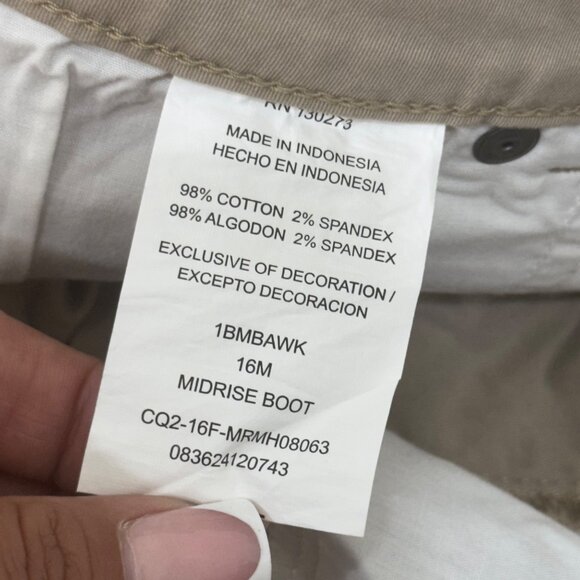 RN 130273
MADE IN INDONESIA
HECHO EN INDONESIA
98% COTTON 2% SPANDEX
98% ALGODON 2% SPANDEX
EXCLUSIVE OF DECORATION /
EXCEPTO DECORACION
1BMBAWK
16M
MIDRISE BOOT
CQ2-16F-MRMH08063
083624120743